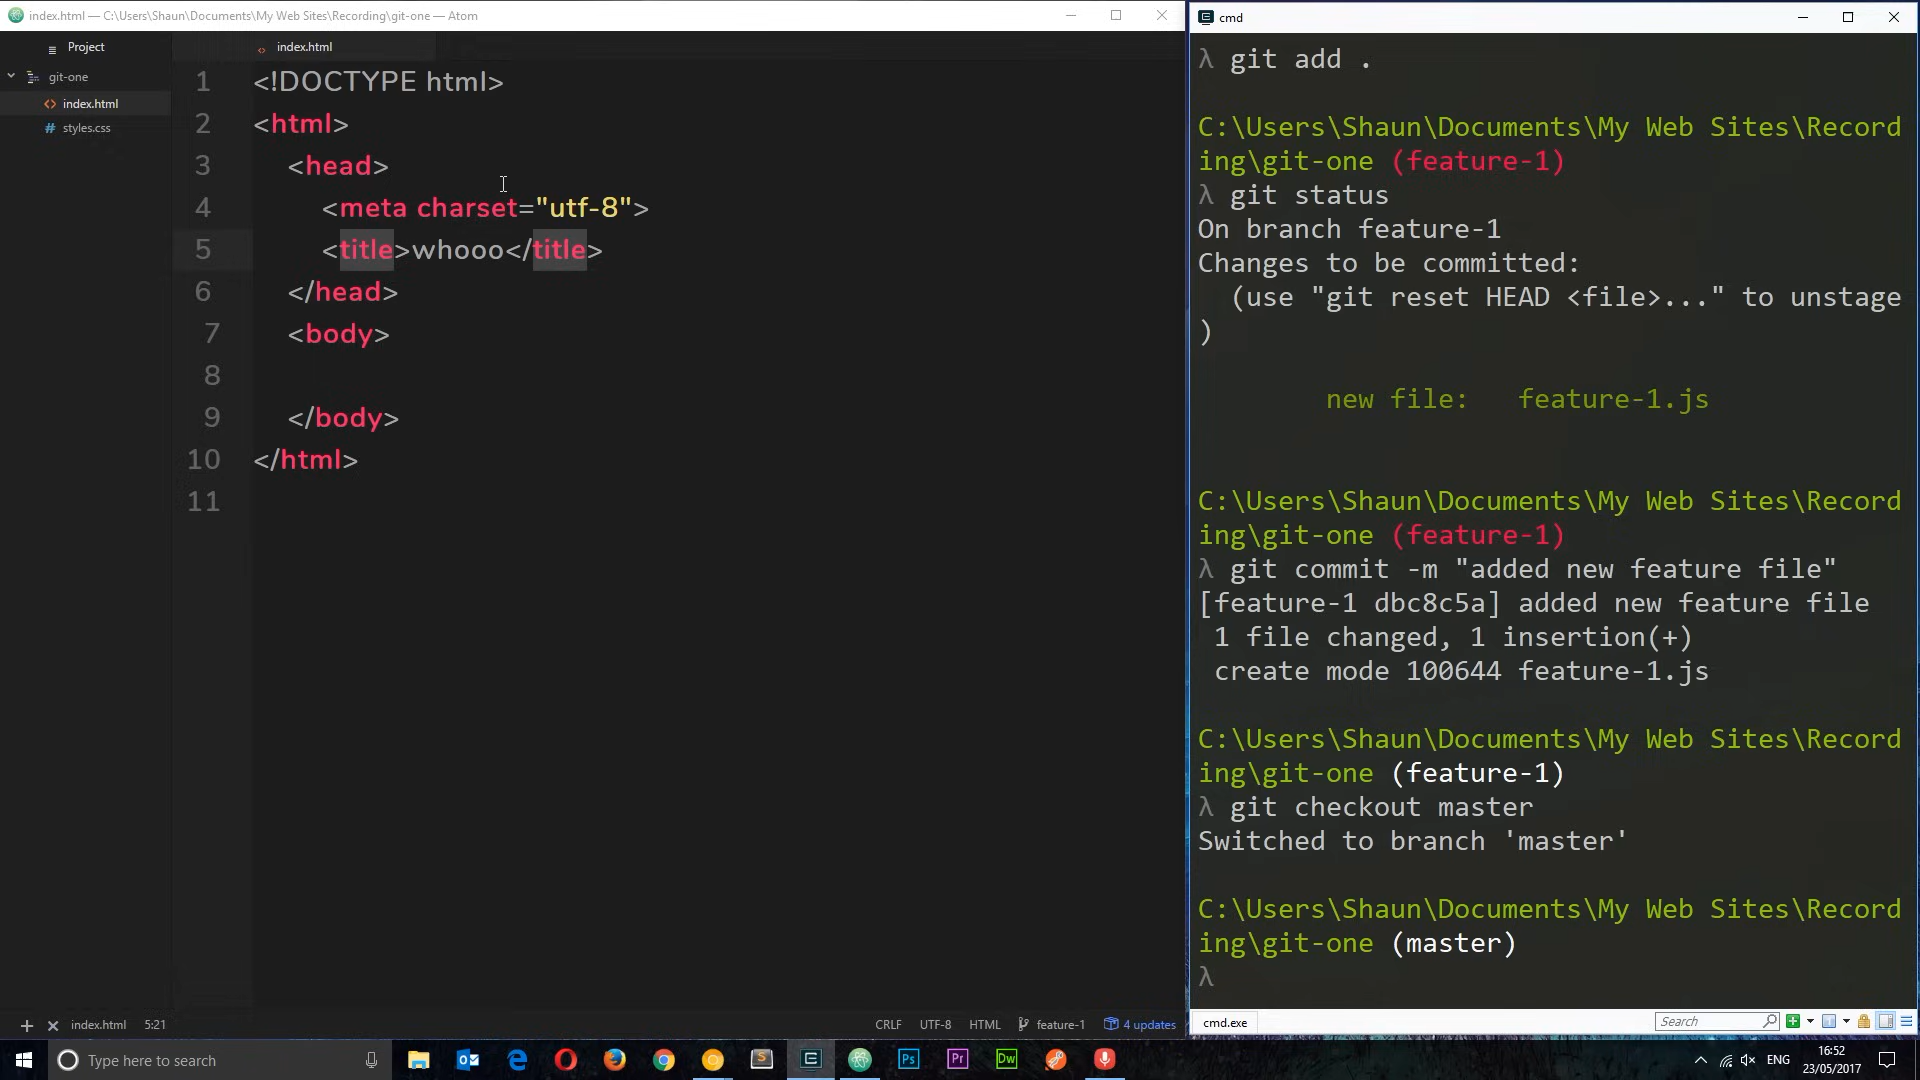 index.html — C:\Users\Shaun\Documents\My Web Sites\Recording\git-one — Atom
Project
git-one
index.html
styles.css
index.html
1 <!DOCTYPE html>
2 <html>
3 <head>
4 <meta charset="utf-8">
5 <title>whooo</title>
6 </head>
7 <body>
8
9 </body>
10 </html>
11
index.html 5:21
CRLF UTF-8 HTML feature-1 4 updates
cmd
λ git add .
C:\Users\Shaun\Documents\My Web Sites\Record
ing\git-one (feature-1)
λ git status
On branch feature-1
Changes to be committed:
(use "git reset HEAD <file>..." to unstage
)
new file: feature-1.js
C:\Users\Shaun\Documents\My Web Sites\Record
ing\git-one (feature-1)
λ git commit -m "added new feature file"
[feature-1 dbc8c5a] added new feature file
1 file changed, 1 insertion(+)
create mode 100644 feature-1.js
C:\Users\Shaun\Documents\My Web Sites\Record
ing\git-one (feature-1)
λ git checkout master
Switched to branch 'master'
C:\Users\Shaun\Documents\My Web Sites\Record
ing\git-one (master)
λ
cmd.exe
Search
Type here to search
Ps
Pr
Dw
ENG
16:52
23/05/2017